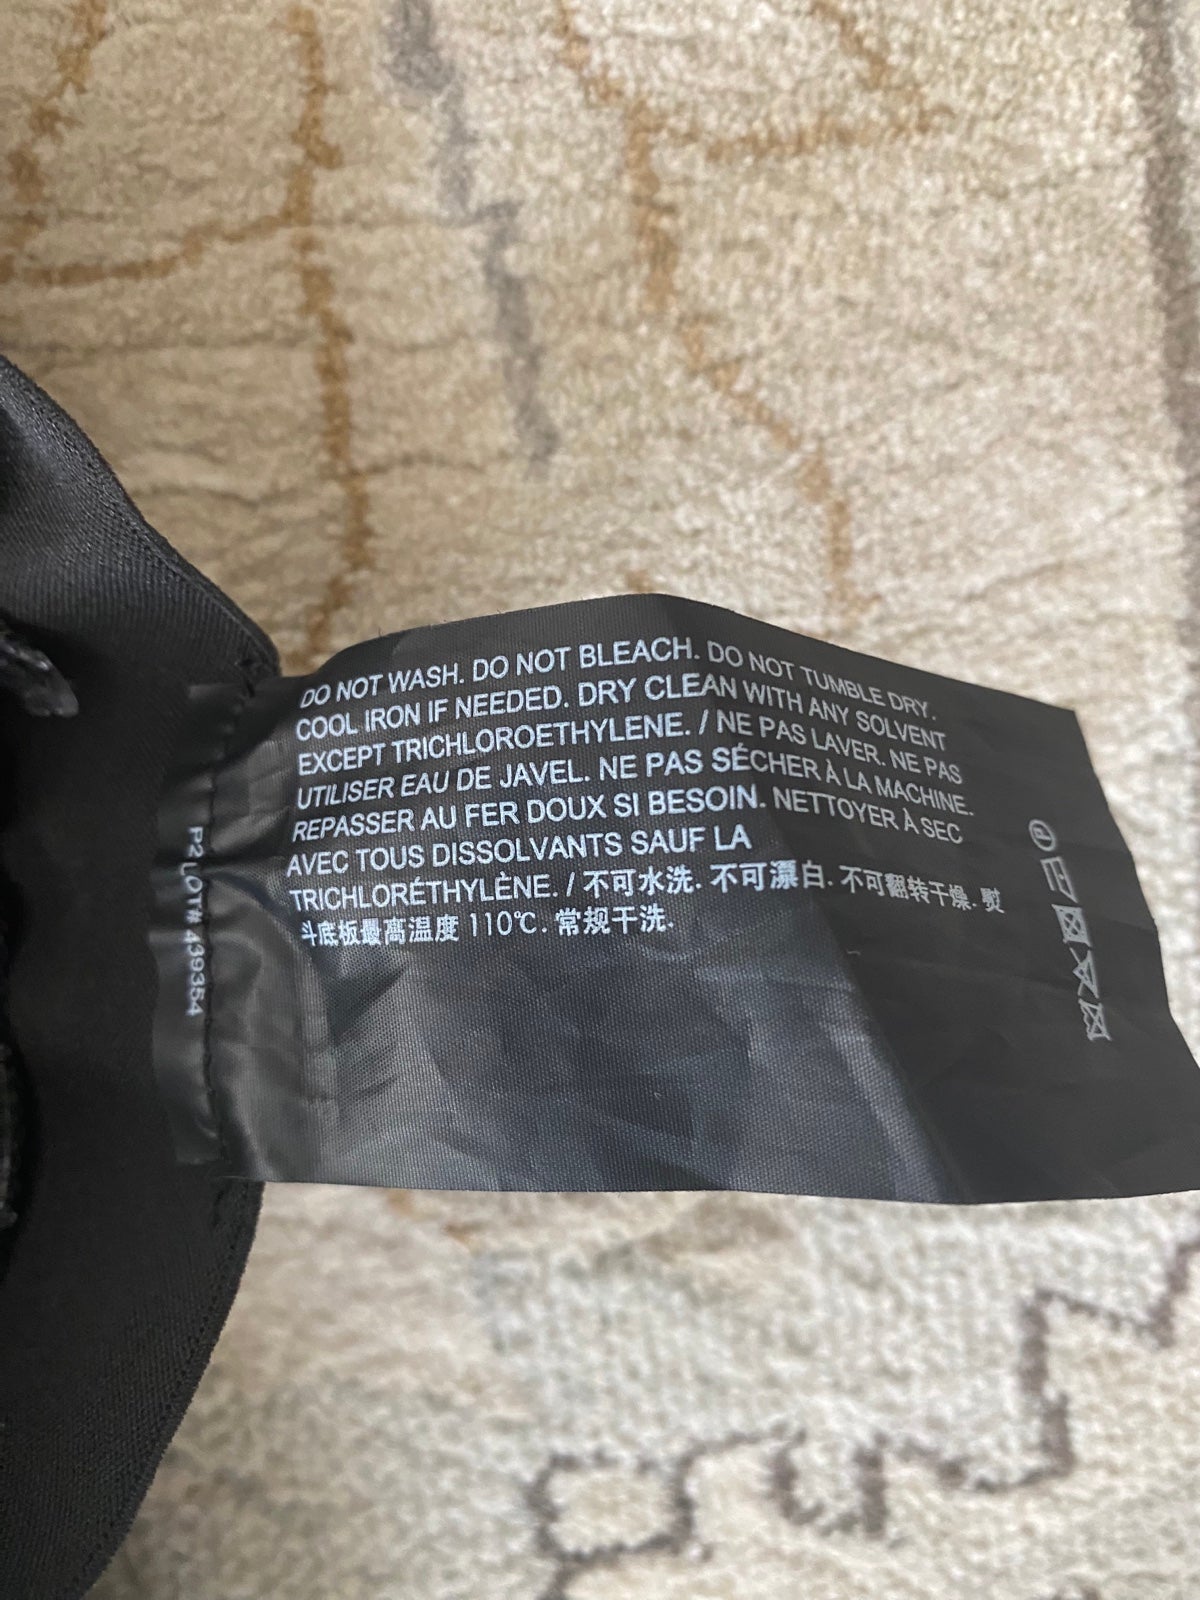 DO NOT WASH. DO NOT BLEACH. DO NOT TUMBLE DRY.
COOL IRON IF NEEDED. DRY CLEAN WITH ANY SOLVENT
EXCEPT TRICHLOROETHYLENE. / NE PAS LAVER. NE PAS
UTILISER EAU DE JAVEL. NE PAS SÉCHER À LA MACHINE.
REPASSER AU FER DOUX SI BESOIN. NETTOYER À SEC
AVEC TOUS DISSOLVANTS SAUF LA
TRICHLORÉTHYLÈNE. / 不可水洗. 不可漂白. 不可翻转干燥. 熨
斗底板最高温度 110℃. 常规干洗.
P2 LOT# 439354
P